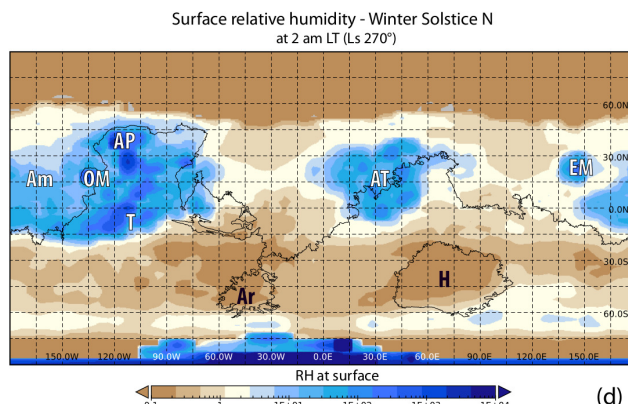 Surface relative humidity - Winter Solstice N
at 2 am LT (Ls 270°)
60.0N
AP
30.0N
Am
OM
AT
EM
0.0
T
30.0S
Ar
H
60.0S
150.0W 120.0W 90.0W 60.0W 30.0W 0.0E 30.0E 60.0E 90.0E 120.0E 150.0E
RH at surface
(d)